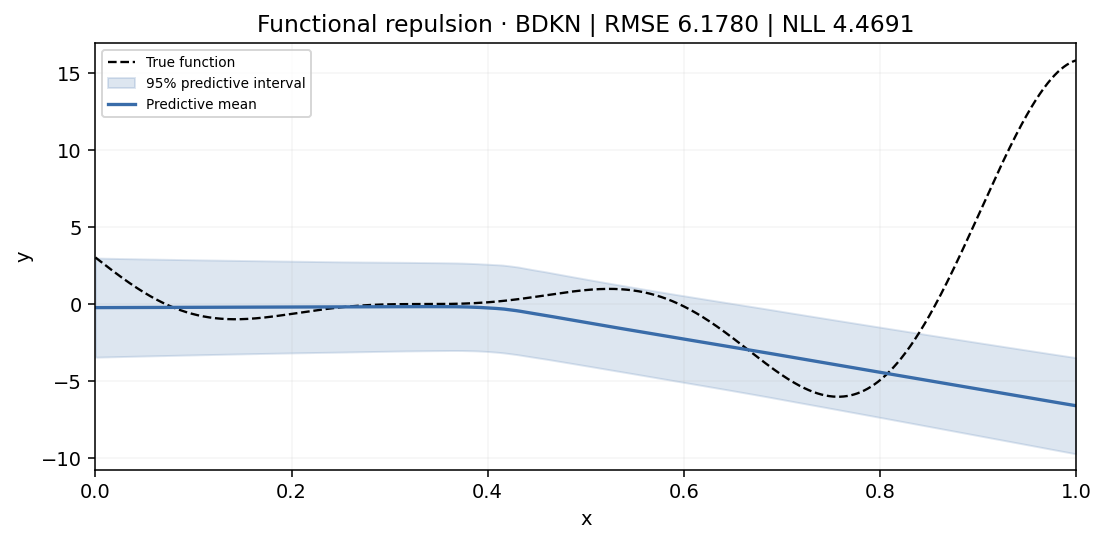 Functional repulsion · BDKN | RMSE 6.1780 | NLL 4.4691
True function
95% predictive interval
Predictive mean
15
10
5
0
−5
−10
y
0.0 0.2 0.4 0.6 0.8 1.0
x